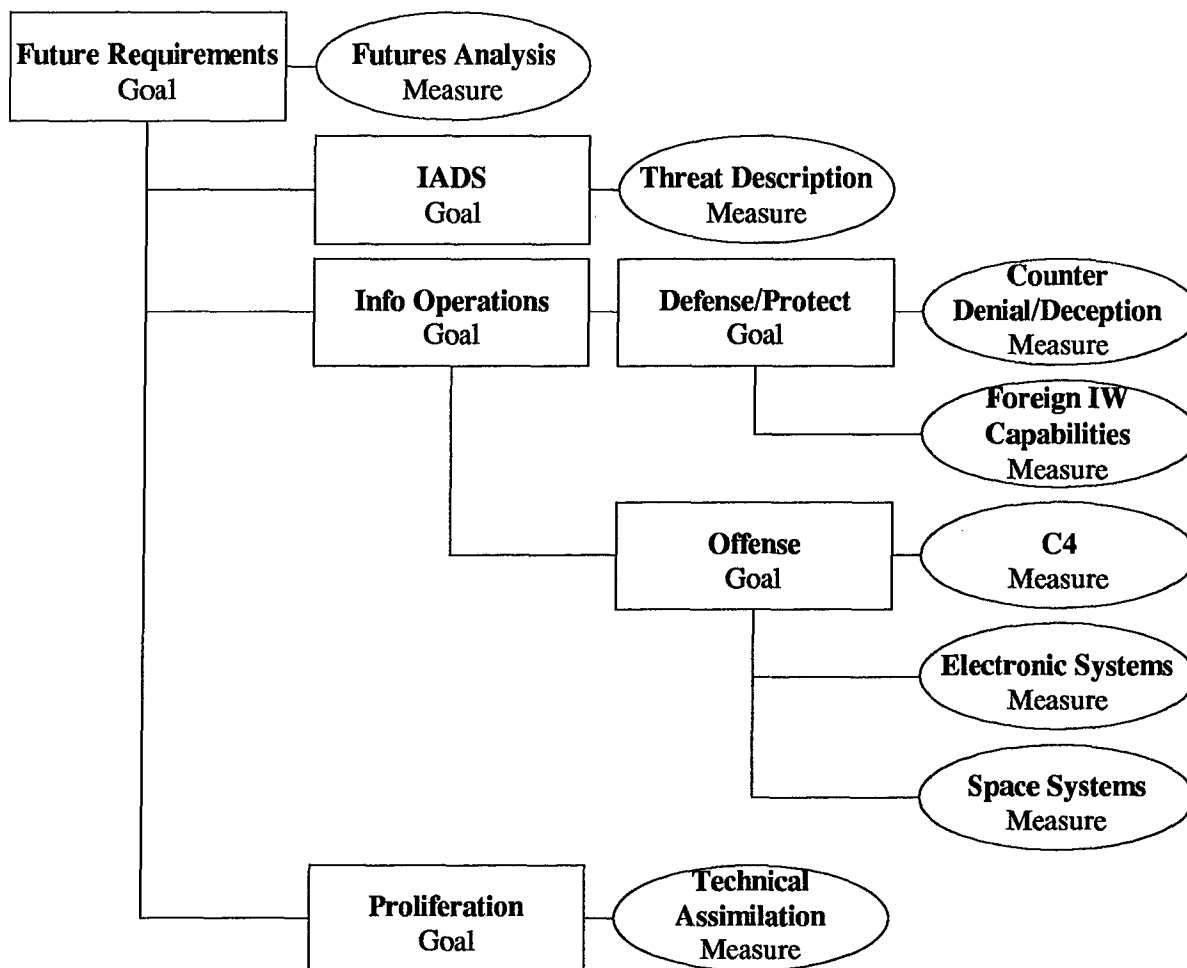 Future Requirements
Goal
Futures Analysis
Measure
IADS
Goal
Threat Description
Measure
Info Operations
Goal
Defense/Protect
Goal
Counter
Denial/Deception
Measure
Foreign IW
Capabilities
Measure
Offense
Goal
C4
Measure
Electronic Systems
Measure
Space Systems
Measure
Proliferation
Goal
Technical
Assimilation
Measure